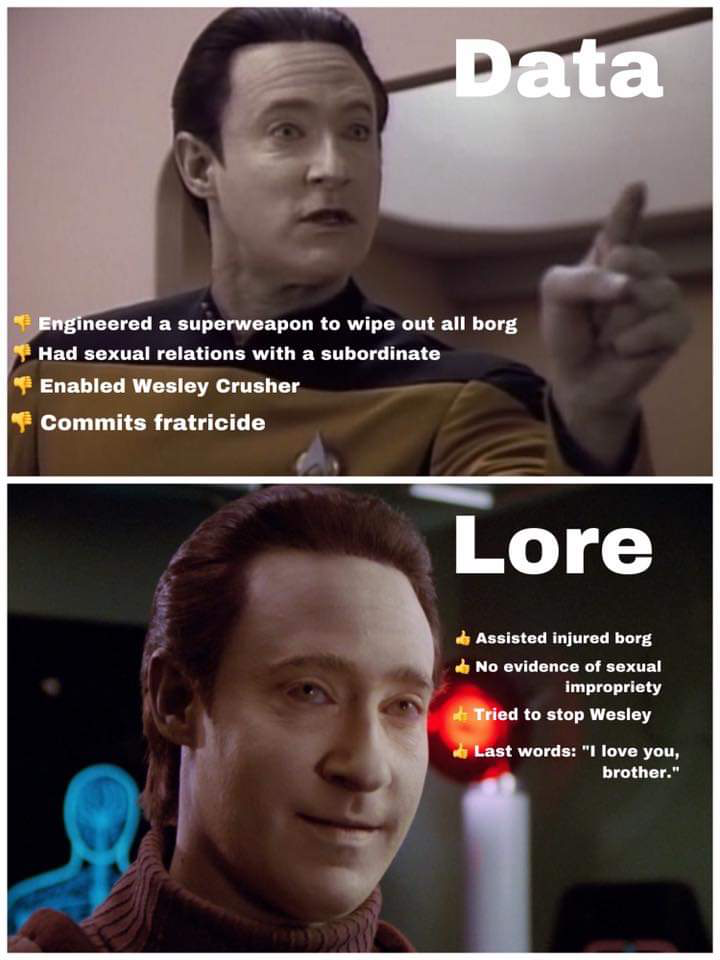 Data
👎 Engineered a superweapon to wipe out all borg
👎 Had sexual relations with a subordinate
👎 Enabled Wesley Crusher
👎 Commits fratricide
Lore
👍 Assisted injured borg
👍 No evidence of sexual
impropriety
👍 Tried to stop Wesley
👍 Last words: "I love you,
brother."